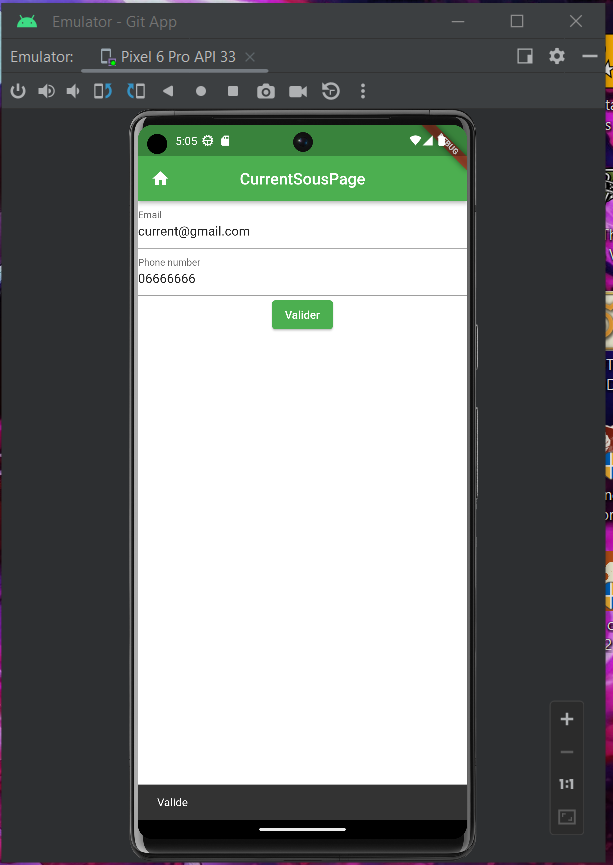 Emulator - Git App
Emulator:
Pixel 6 Pro API 33
5:05
CurrentSousPage
Email
current@gmail.com
Phone number
06666666
Valider
1:1
Valide